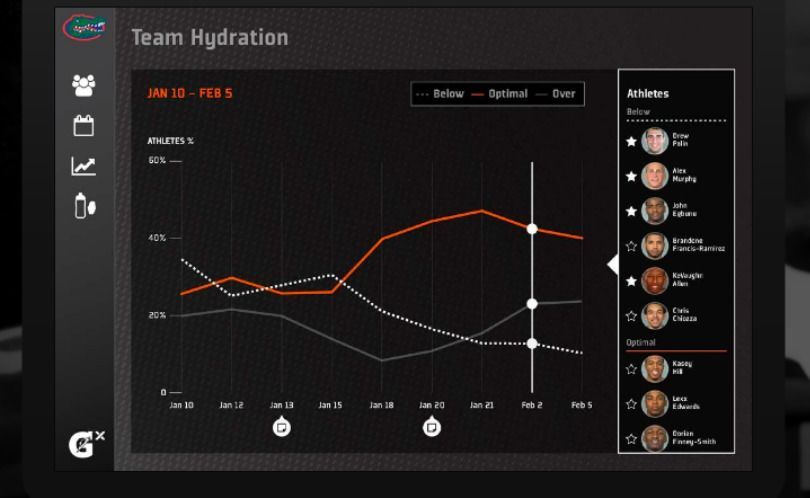 Team Hydration
JAN 10 – FEB 5
Below
Optimal
Over
ATHLETES %
60%
40%
20%
0
Jan 10
Jan 12
Jan 13
Jan 15
Jan 18
Jan 20
Jan 21
Feb 2
Feb 5
Athletes
Below
Drew
Polin
Alex
Murphy
John
Egbunu
Brandone
Francis-Ramirez
KeVaughn
Allen
Chris
Chiozza
Optimal
Kasey
Hill
Lexx
Edwards
Dorian
Finney-Smith
G